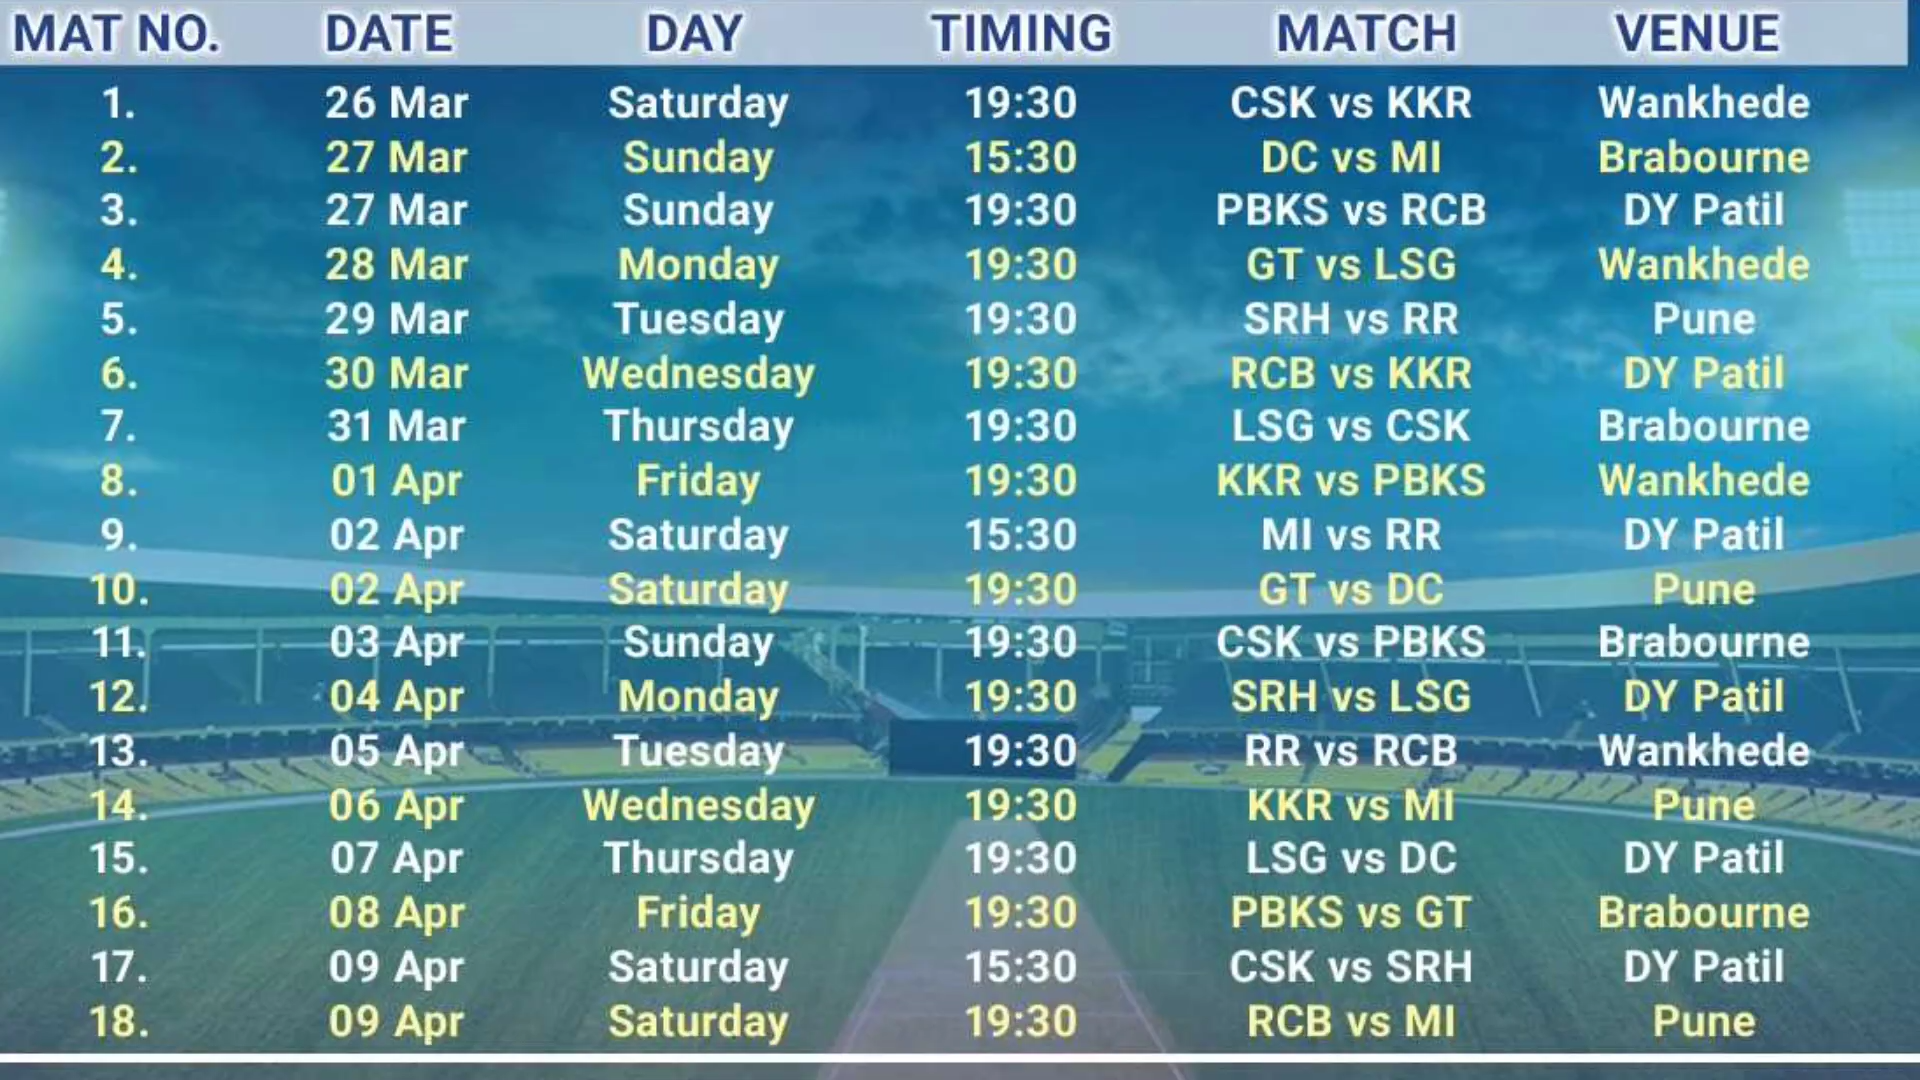 MAT NO. DATE DAY TIMING MATCH VENUE
1. 26 Mar Saturday 19:30 CSK vs KKR Wankhede
2. 27 Mar Sunday 15:30 DC vs MI Brabourne
3. 27 Mar Sunday 19:30 PBKS vs RCB DY Patil
4. 28 Mar Monday 19:30 GT vs LSG Wankhede
5. 29 Mar Tuesday 19:30 SRH vs RR Pune
6. 30 Mar Wednesday 19:30 RCB vs KKR DY Patil
7. 31 Mar Thursday 19:30 LSG vs CSK Brabourne
8. 01 Apr Friday 19:30 KKR vs PBKS Wankhede
9. 02 Apr Saturday 15:30 MI vs RR DY Patil
10. 02 Apr Saturday 19:30 GT vs DC Pune
11. 03 Apr Sunday 19:30 CSK vs PBKS Brabourne
12. 04 Apr Monday 19:30 SRH vs LSG DY Patil
13. 05 Apr Tuesday 19:30 RR vs RCB Wankhede
14. 06 Apr Wednesday 19:30 KKR vs MI Pune
15. 07 Apr Thursday 19:30 LSG vs DC DY Patil
16. 08 Apr Friday 19:30 PBKS vs GT Brabourne
17. 09 Apr Saturday 15:30 CSK vs SRH DY Patil
18. 09 Apr Saturday 19:30 RCB vs MI Pune